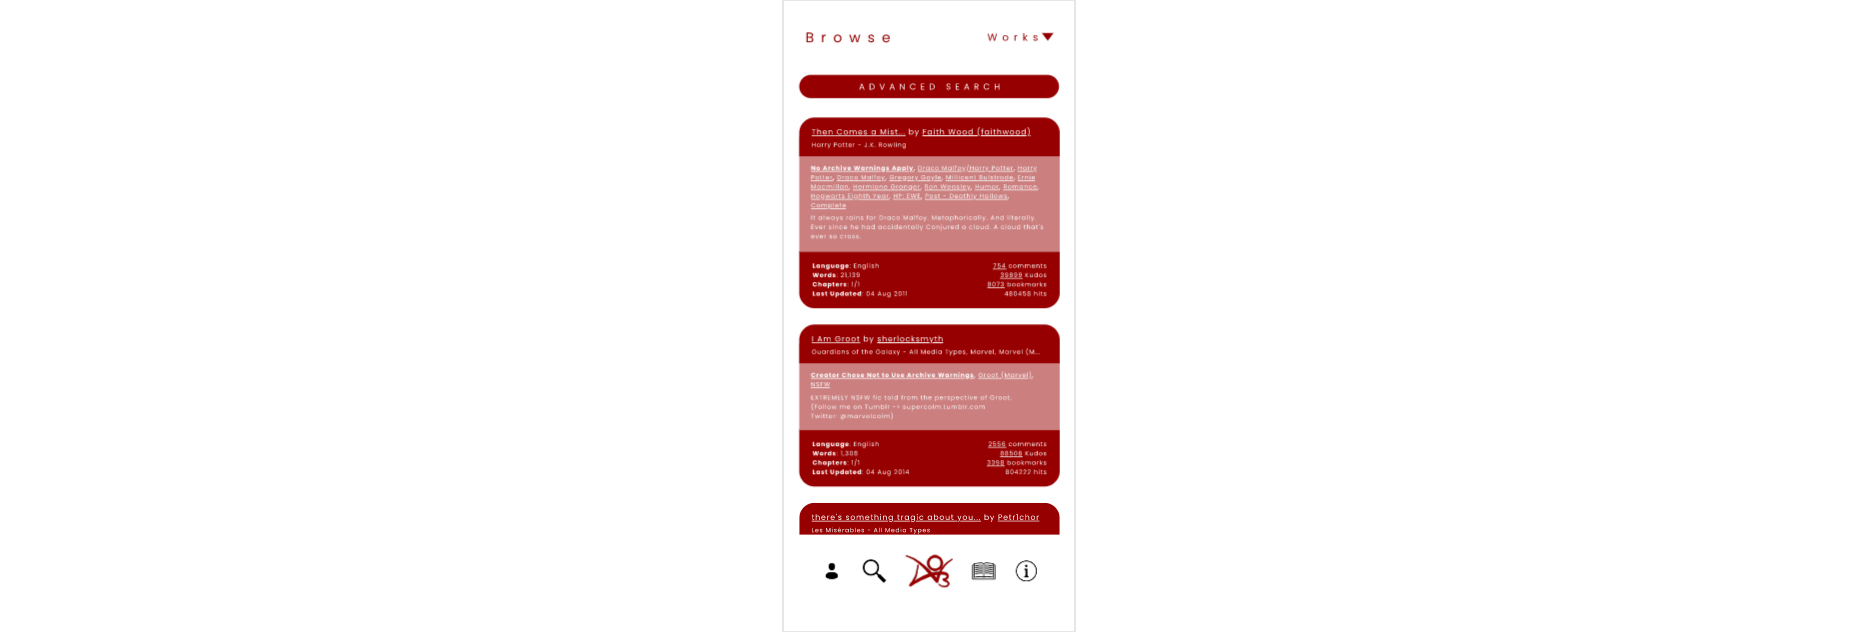 Browse
Works
ADVANCED SEARCH
Then Comes a Mist... by Faith Wood (faithwood)
Harry Potter - J.K. Rowling
No Archive Warnings Apply, Draco Malfoy/Harry Potter, Harry
Potter, Draco Malfoy, Gregory Goyle, Millicent Bulstrode, Ernie
Macmillan, Hermione Granger, Ron Weasley, Humor, Romance,
Hogwarts Eighth Year, HP: EWE, Post - Deathly Hallows,
Complete
It always rains for Draco Malfoy. Metaphorically. And literally.
Ever since he had accidentally Conjured a cloud. A cloud that's
ever so cross.
Language: English
754 comments
Words: 21,139
39809 Kudos
Chapters: 1/1
8073 bookmarks
Last Updated: 04 Aug 2011
480458 hits
I Am Groot by sherlocksmyth
Guardians of the Galaxy - All Media Types, Marvel, Marvel (M...
Creator Chose Not to Use Archive Warnings, Groot (Marvel),
NSFW
EXTREMELY NSFW fic told from the perspective of Groot.
(Follow me on Tumblr -> supercolm.tumblr.com
Twitter: @marvelcolm)
Language: English
2556 comments
Words: 1,308
88508 Kudos
Chapters: 1/1
3398 bookmarks
Last Updated: 04 Aug 2014
804222 hits
there's something tragic about you... by Petr1chor
Les Misérables - All Media Types